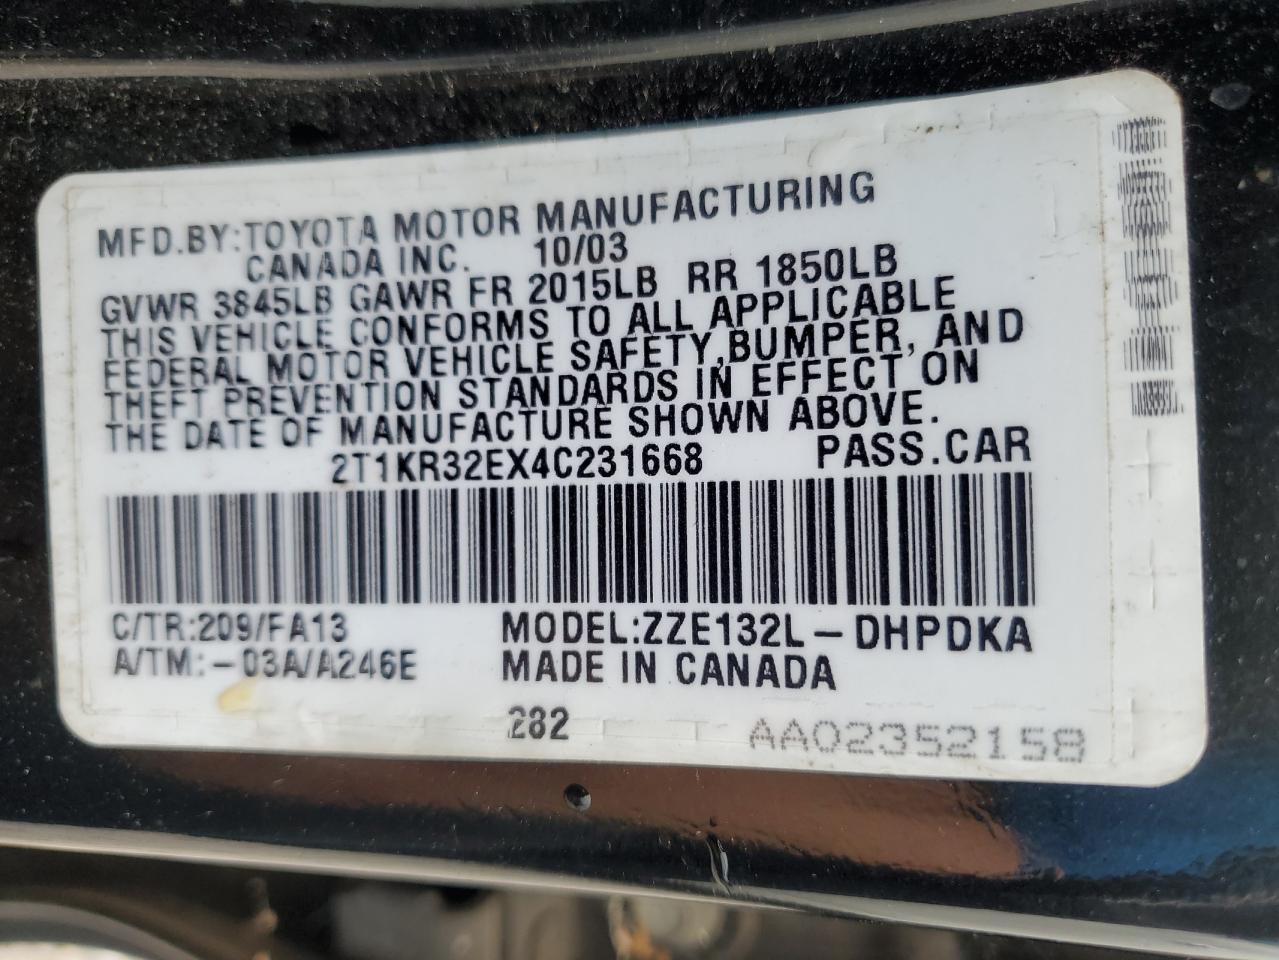 MFD.BY:TOYOTA MOTOR MANUFACTURING
CANADA INC. 10/03
GVWR 3845LB GAWR FR 2015LB RR 1850LB
THIS VEHICLE CONFORMS TO ALL APPLICABLE
FEDERAL MOTOR VEHICLE SAFETY,BUMPER, AND
THEFT PREVENTION STANDARDS IN EFFECT ON
THE DATE OF MANUFACTURE SHOWN ABOVE.
2T1KR32EX4C231668 PASS.CAR
C/TR:209/FA13 MODEL:ZZE132L-DHPDKA
A/TM:-03A/A246E MADE IN CANADA
282 AA02352158